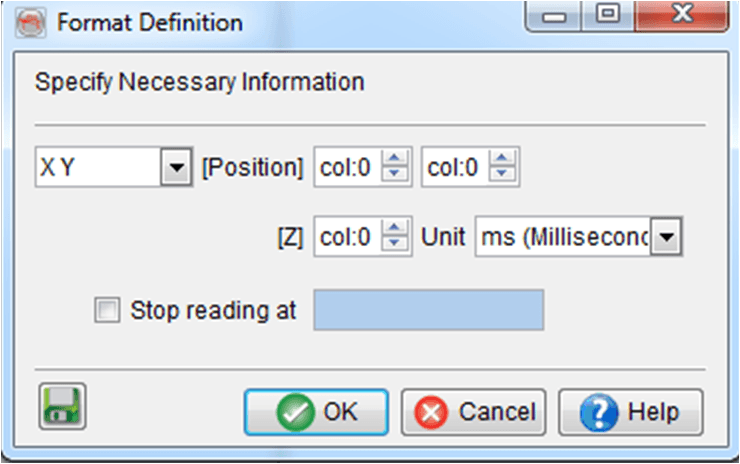 Format Definition
Specify Necessary Information
X Y [Position] col:0 col:0
[Z] col:0 Unit ms (Millisecond
Stop reading at
OK Cancel Help